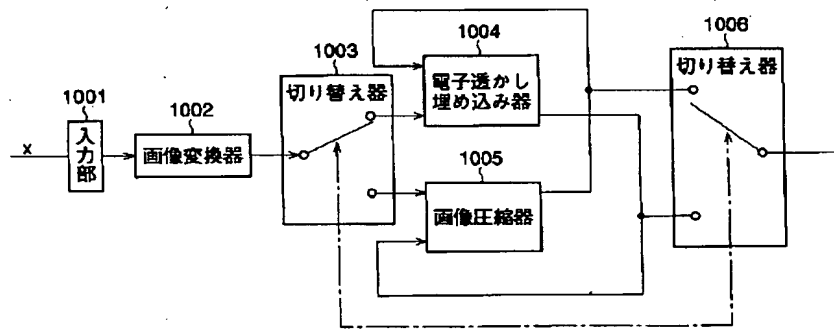 1001
入力部
X
1002
画像変換器
1003
切り替え器
1004
電子透かし
埋め込み器
1005
画像圧縮器
1006
切り替え器